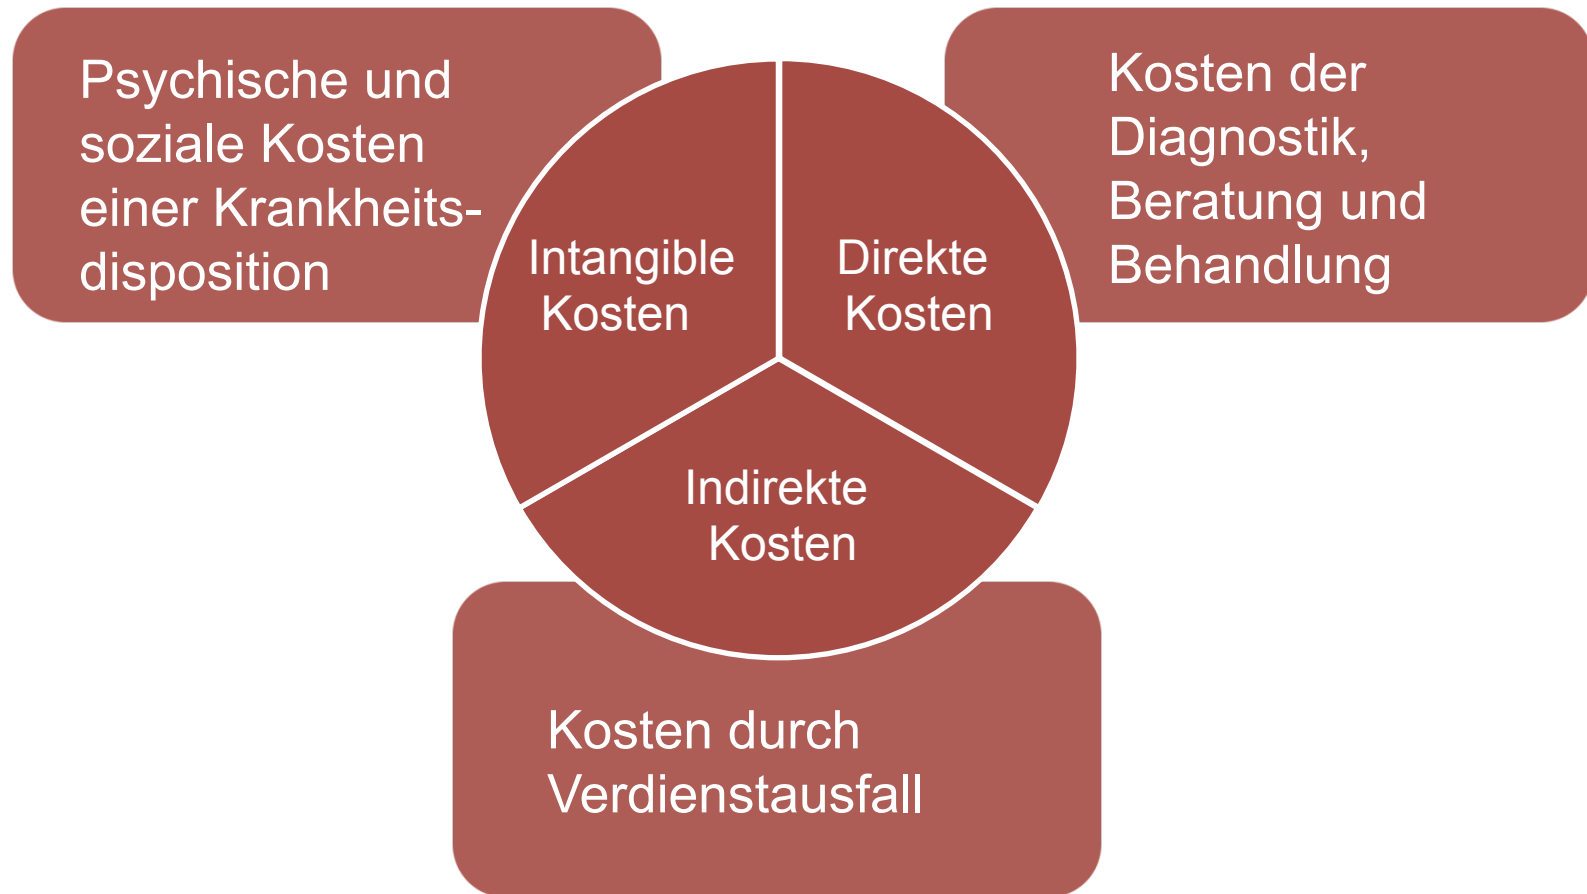 Psychische und
soziale Kosten
einer Krankheits-
disposition
Kosten der
Diagnostik,
Beratung und
Behandlung
Intangible
Kosten
Direkte
Kosten
Indirekte
Kosten
Kosten durch
Verdienstausfall